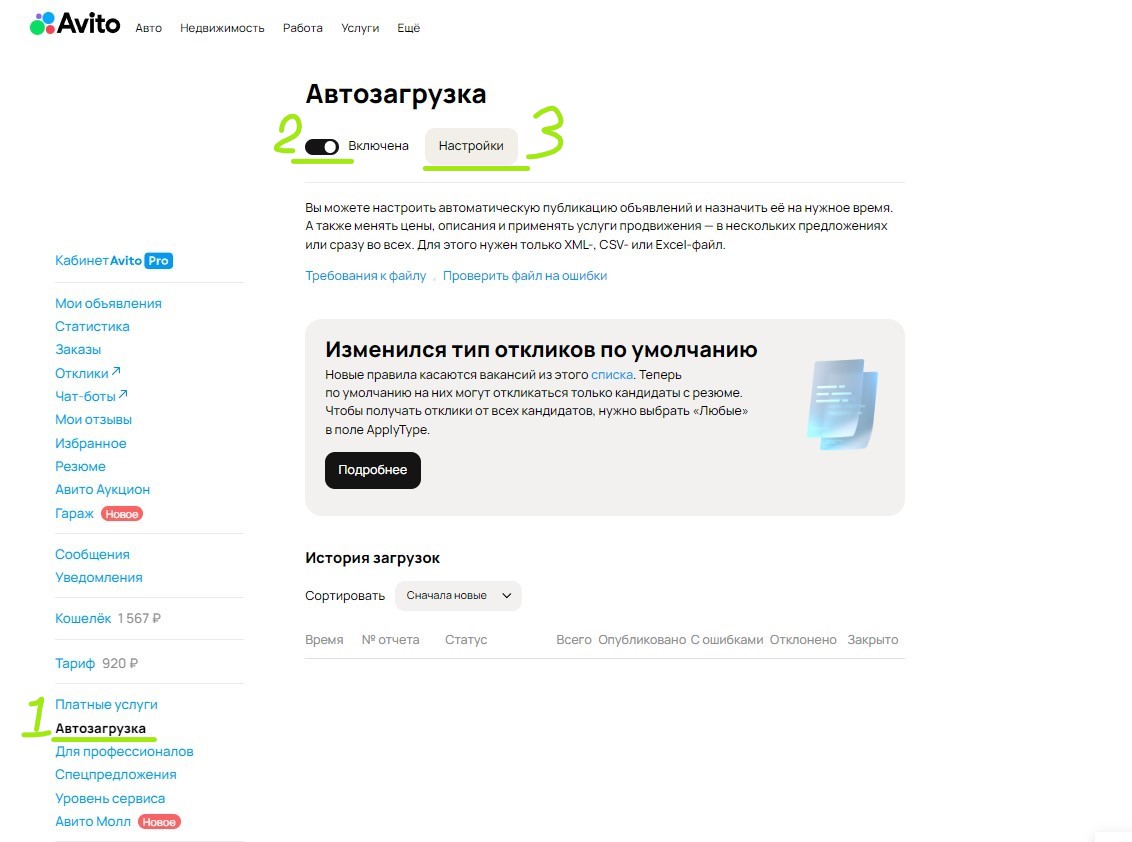 Avito Авто Недвижимость Работа Услуги Ещё
Автозагрузка
2 Включена Настройки 3
Вы можете настроить автоматическую публикацию объявлений и назначить её на нужное время.
А также менять цены, описания и применять услуги продвижения — в нескольких предложениях
или сразу во всех. Для этого нужен только XML-, CSV- или Excel-файл.
Требования к файлу . Проверить файл на ошибки
Кабинет Avito Pro
Мои объявления
Статистика
Заказы
Отклики
Чат-боты
Мои отзывы
Избранное
Резюме
Авито Аукцион
Гараж Новое
Сообщения
Уведомления
Кошелёк 1 567 ₽
Тариф 920 ₽
Платные услуги
1 Автозагрузка
Для профессионалов
Спецпредложения
Уровень сервиса
Авито Молл Новое
Изменился тип откликов по умолчанию
Новые правила касаются вакансий из этого списка. Теперь
по умолчанию на них могут откликаться только кандидаты с резюме.
Чтобы получать отклики от всех кандидатов, нужно выбрать «Любые»
в поле ApplyType.
Подробнее
История загрузок
Сортировать Сначала новые
Время № отчета Статус Всего Опубликовано С ошибками Отклонено Закрыто